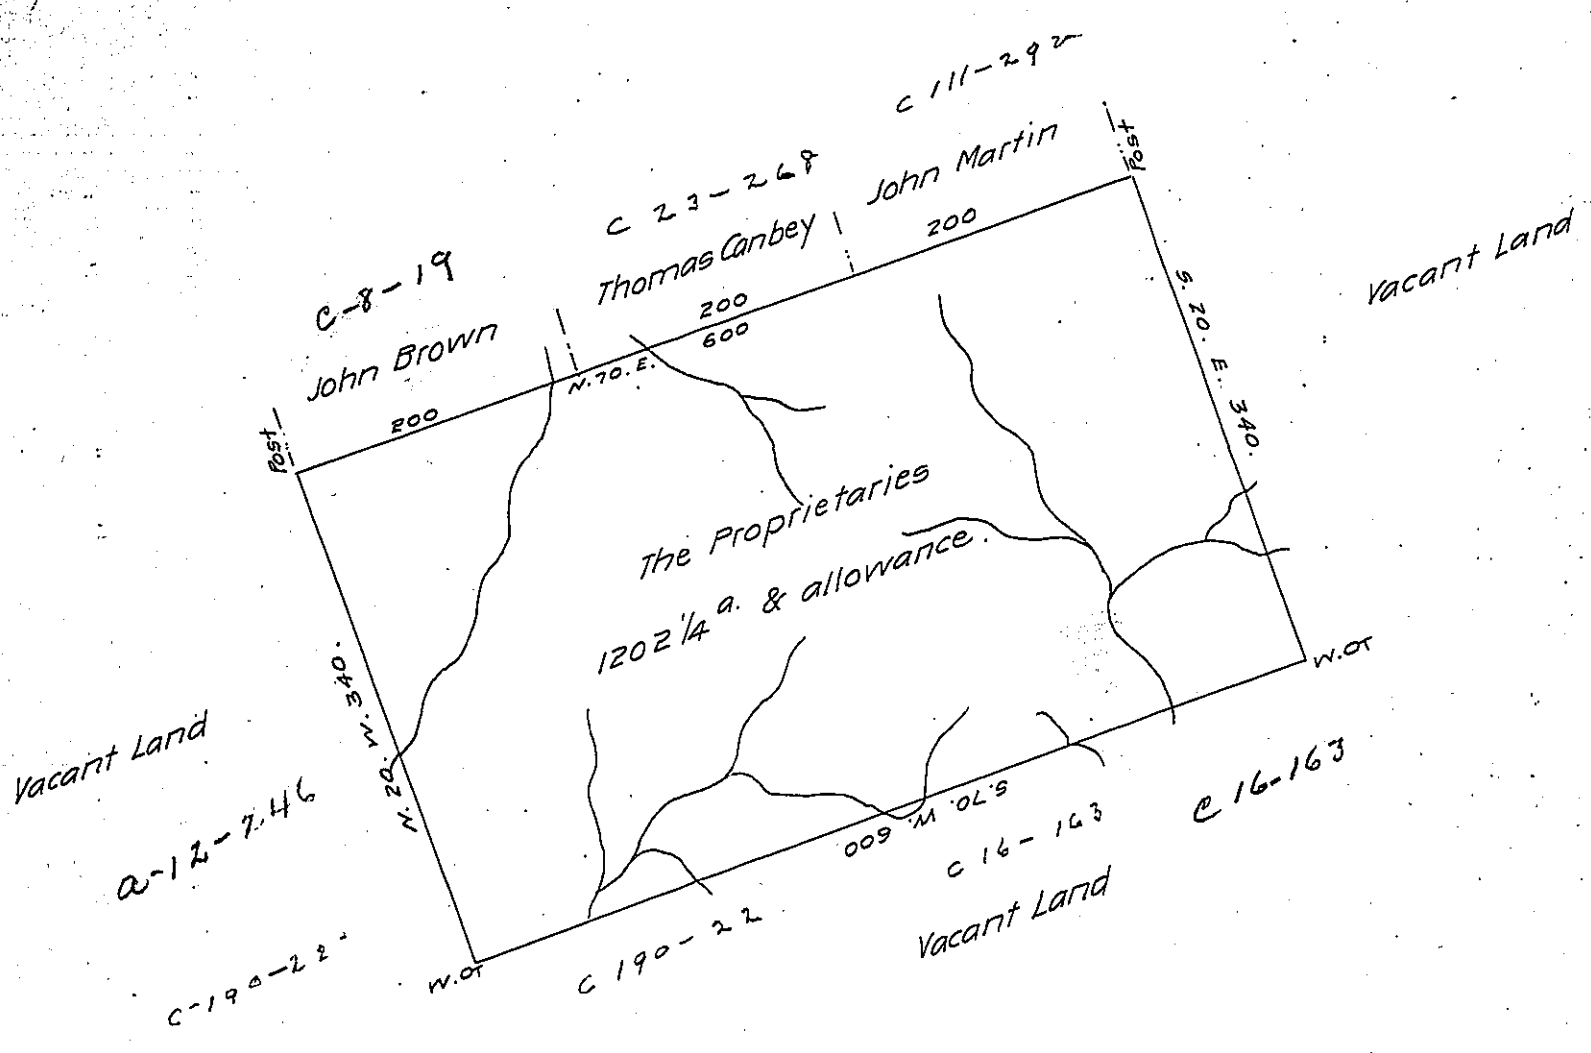 C 111-292
John Martin
Post
200
C 23-268
Thomas Canbey
200
600
C-8-19
John Brown
200
N. 70. E.
Post
S. 20. E. 340.
Vacant Land
The Proprietaries
1202 1/4 a. & allowance.
N. 20. W. 340.
Vacant Land
a-12-246
C-190-22
W.OT
W.OT
S. 70. W. 600
C 16-163
C 16-163
Vacant Land
C 190-22